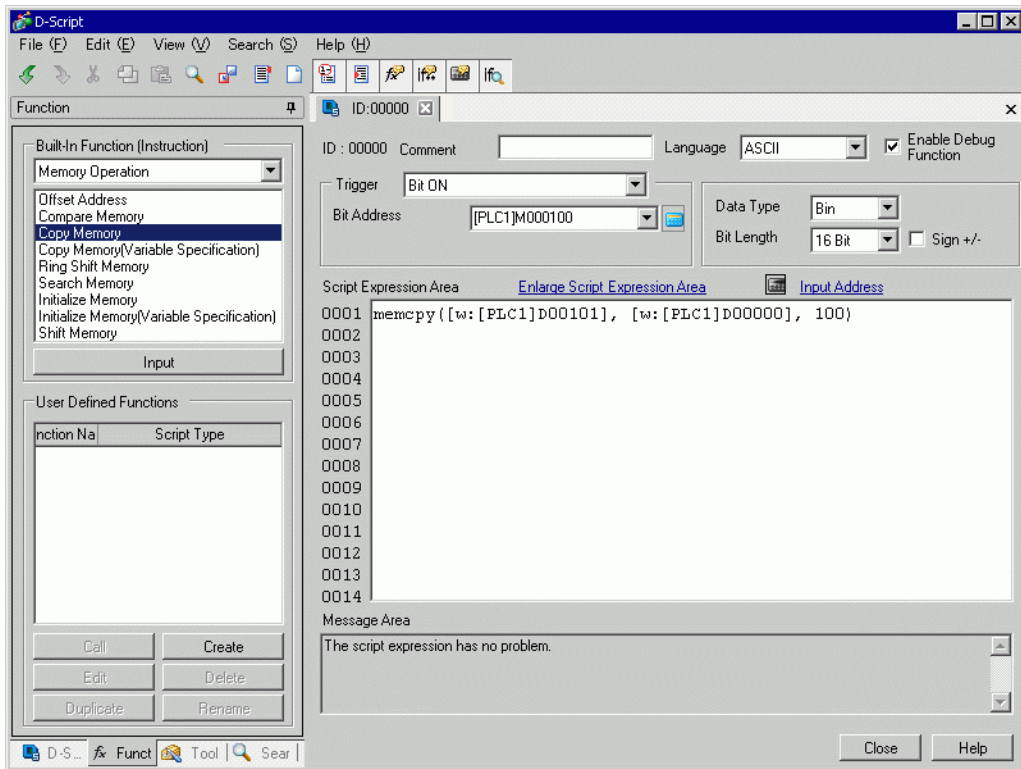 D-Script
File (F) Edit (E) View (V) Search (S) Help (H)
Function
ID:00000
Built-In Function (Instruction)
Memory Operation
Offset Address
Compare Memory
Copy Memory
Copy Memory(Variable Specification)
Ring Shift Memory
Search Memory
Initialize Memory
Initialize Memory(Variable Specification)
Shift Memory
Input
User Defined Functions
nction Na Script Type
Call Create
Edit Delete
Duplicate Rename
D-S... fx Funct Tool Sear
ID : 00000 Comment Language ASCII Enable Debug
Function
Trigger Bit ON
Bit Address [PLC1]M000100
Data Type Bin
Bit Length 16 Bit Sign +/-
Script Expression Area Enlarge Script Expression Area Input Address
0001 memcpy([w:[PLC1]D00101], [w:[PLC1]D00000], 100)
0002
0003
0004
0005
0006
0007
0008
0009
0010
0011
0012
0013
0014
Message Area
The script expression has no problem.
Close Help